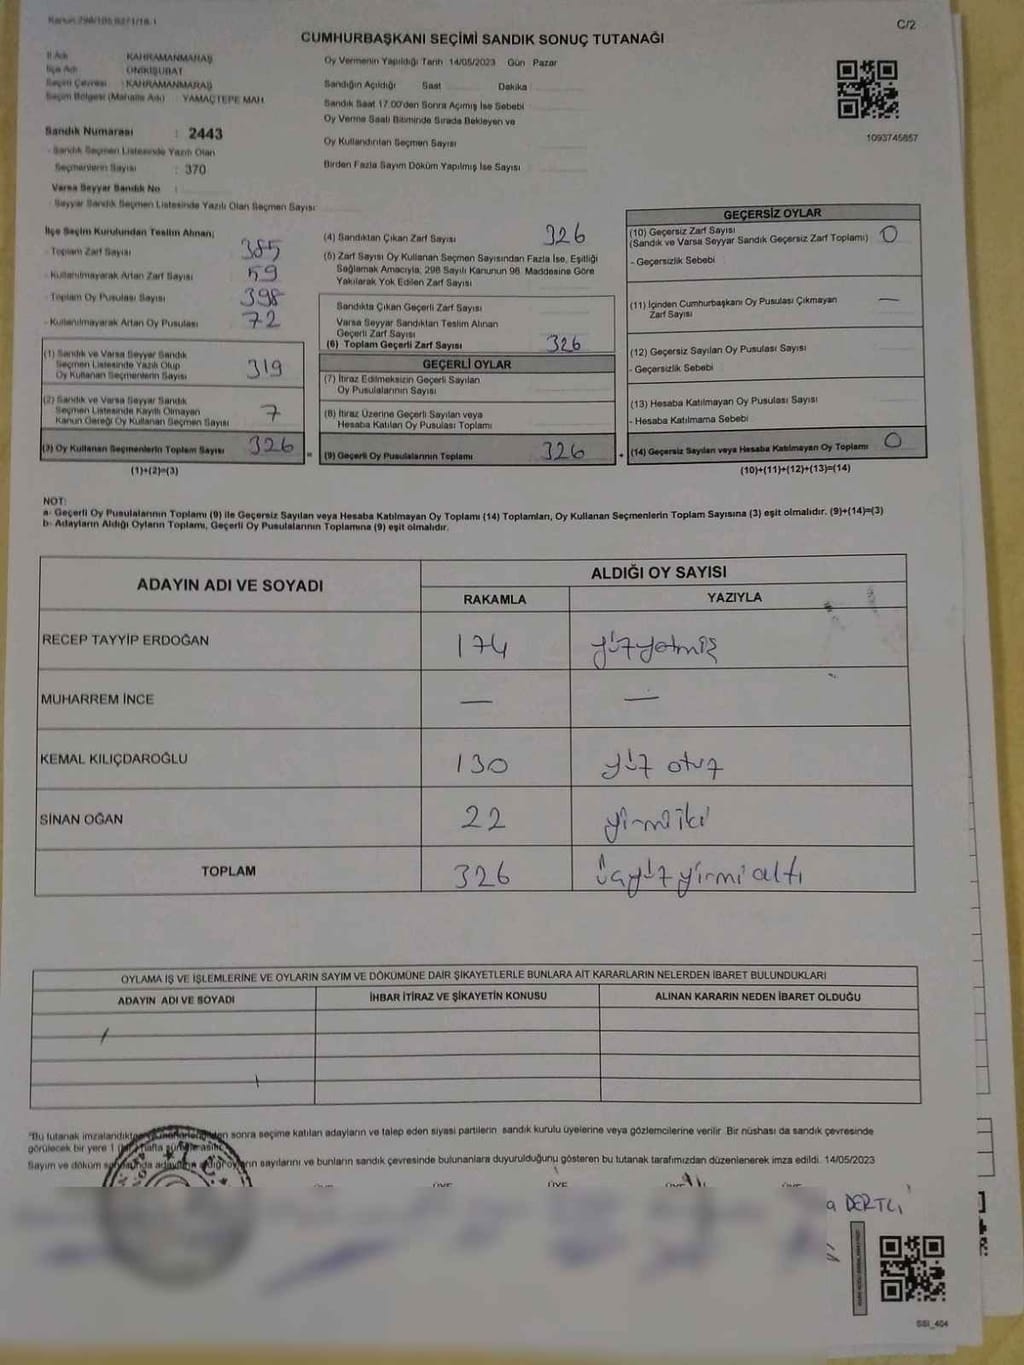 Kanun 298/105,6271/18.1
C/2
CUMHURBAŞKANI SEÇİMİ SANDIK SONUÇ TUTANAĞI
İl Adı KAHRAMANMARAŞ
İlçe Adı ONİKİŞUBAT
Seçim Çevresi : KAHRAMANMARAŞ
Seçim Bölgesi (Mahalle Adı) : YAMAÇTEPE MAH
Sandık Numarası : 2443
- Sandık Seçmen Listesinde Yazılı Olan
Seçmenlerin Sayısı : 370
Varsa Seyyar Sandık No :
- Seyyar Sandık Seçmen Listesinde Yazılı Olan Seçmen Sayısı:
Oy Vermenin Yapıldığı Tarih 14/05/2023 Gün Pazar
Sandığın Açıldığı Saat Dakika
Sandık Saat 17.00'den Sonra Açımış İse Sebebi
Oy Verme Saati Bitiminde Sırada Bekleyen ve
Oy Kullandırılan Seçmen Sayısı
Birden Fazla Sayım Döküm Yapılmış İse Sayısı
1093745857
İlçe Seçim Kurulundan Teslim Alınan;
- Toplam Zarf Sayısı 385
- Kullanılmayarak Artan Zarf Sayısı 59
- Toplam Oy Pusulası Sayısı 398
- Kullanılmayarak Artan Oy Pusulası 72
(1) Sandık ve Varsa Seyyar Sandık
Seçmen Listesinde Yazılı Olup
Oy Kullanan Seçmenlerin Sayısı 319
(2) Sandık ve Varsa Seyyar Sandık
Seçmen Listesinde Kayıtlı Olmayan
Kanun Gereği Oy Kullanan Seçmen Sayısı 7
(3) Oy Kullanan Seçmenlerin Toplam Sayısı 326
(1)+(2)=(3)
=
(4) Sandıktan Çıkan Zarf Sayısı 326
(5) Zarf Sayısı Oy Kullanan Seçmen Sayısından Fazla İse, Eşitliği
Sağlamak Amacıyla; 298 Sayılı Kanunun 98. Maddesine Göre
Yakılarak Yok Edilen Zarf Sayısı
Sandıkta Çıkan Geçerli Zarf Sayısı
Varsa Seyyar Sandıktan Teslim Alınan
Geçerli Zarf Sayısı
(6) Toplam Geçerli Zarf Sayısı 326
GEÇERLİ OYLAR
(7) İtiraz Edilmeksizin Geçerli Sayılan
Oy Pusulalarının Sayısı
(8) İtiraz Üzerine Geçerli Sayılan veya
Hesaba Katılan Oy Pusulası Toplamı
(9) Geçerli Oy Pusulalarının Toplamı 326
+
GEÇERSİZ OYLAR
(10) Geçersiz Zarf Sayısı
(Sandık ve Varsa Seyyar Sandık Geçersiz Zarf Toplamı) 0
- Geçersizlik Sebebi
(11) İçinden Cumhurbaşkanı Oy Pusulası Çıkmayan
Zarf Sayısı —
(12) Geçersiz Sayılan Oy Pusulası Sayısı
- Geçersizlik Sebebi
(13) Hesaba Katılmayan Oy Pusulası Sayısı
- Hesaba Katılmama Sebebi
(14) Geçersiz Sayılan veya Hesaba Katılmayan Oy Toplamı 0
(10)+(11)+(12)+(13)=(14)
NOT:
a- Geçerli Oy Pusulalarının Toplamı (9) ile Geçersiz Sayılan veya Hesaba Katılmayan Oy Toplamı (14) Toplamları, Oy Kullanan Seçmenlerin Toplam Sayısına (3) eşit olmalıdır. (9)+(14)=(3)
b- Adayların Aldığı Oyların Toplamı, Geçerli Oy Pusulalarının Toplamına (9) eşit olmalıdır.
ADAYIN ADI VE SOYADI ALDIĞI OY SAYISI
RAKAMLA YAZIYLA
RECEP TAYYİP ERDOĞAN 174 yüzyetmiş
MUHARREM İNCE — —
KEMAL KILIÇDAROĞLU 130 yüz otuz
SİNAN OĞAN 22 yirmiiki
TOPLAM 326 üçyüz yirmi altı
OYLAMA İŞ VE İŞLEMLERİNE VE OYLARIN SAYIM VE DÖKÜMÜNE DAİR ŞİKAYETLERLE BUNLARA AİT KARARLARIN NELERDEN İBARET BULUNDUKLARI
ADAYIN ADI VE SOYADI İHBAR İTİRAZ VE ŞİKAYETİN KONUSU ALINAN KARARIN NEDEN İBARET OLDUĞU
"Bu tutanak imzalandıktan sonra seçime katılan adayların ve talep eden siyasi partilerin sandık kurulu üyelerine veya gözlemcilerine verilir. Bir nüshası da sandık çevresinde
görülecek bir yere 1 hafta asılır.
Sayım ve döküm adayların aldığı oyların sayılarını ve bunların sandık çevresinde bulunanlara duyurulduğunu gösteren bu tutanak tarafımızdan düzenlenerek imza edildi. 14/05/2023
ÜYE ÜYE ÜYE
DERTLİ
SSI_404